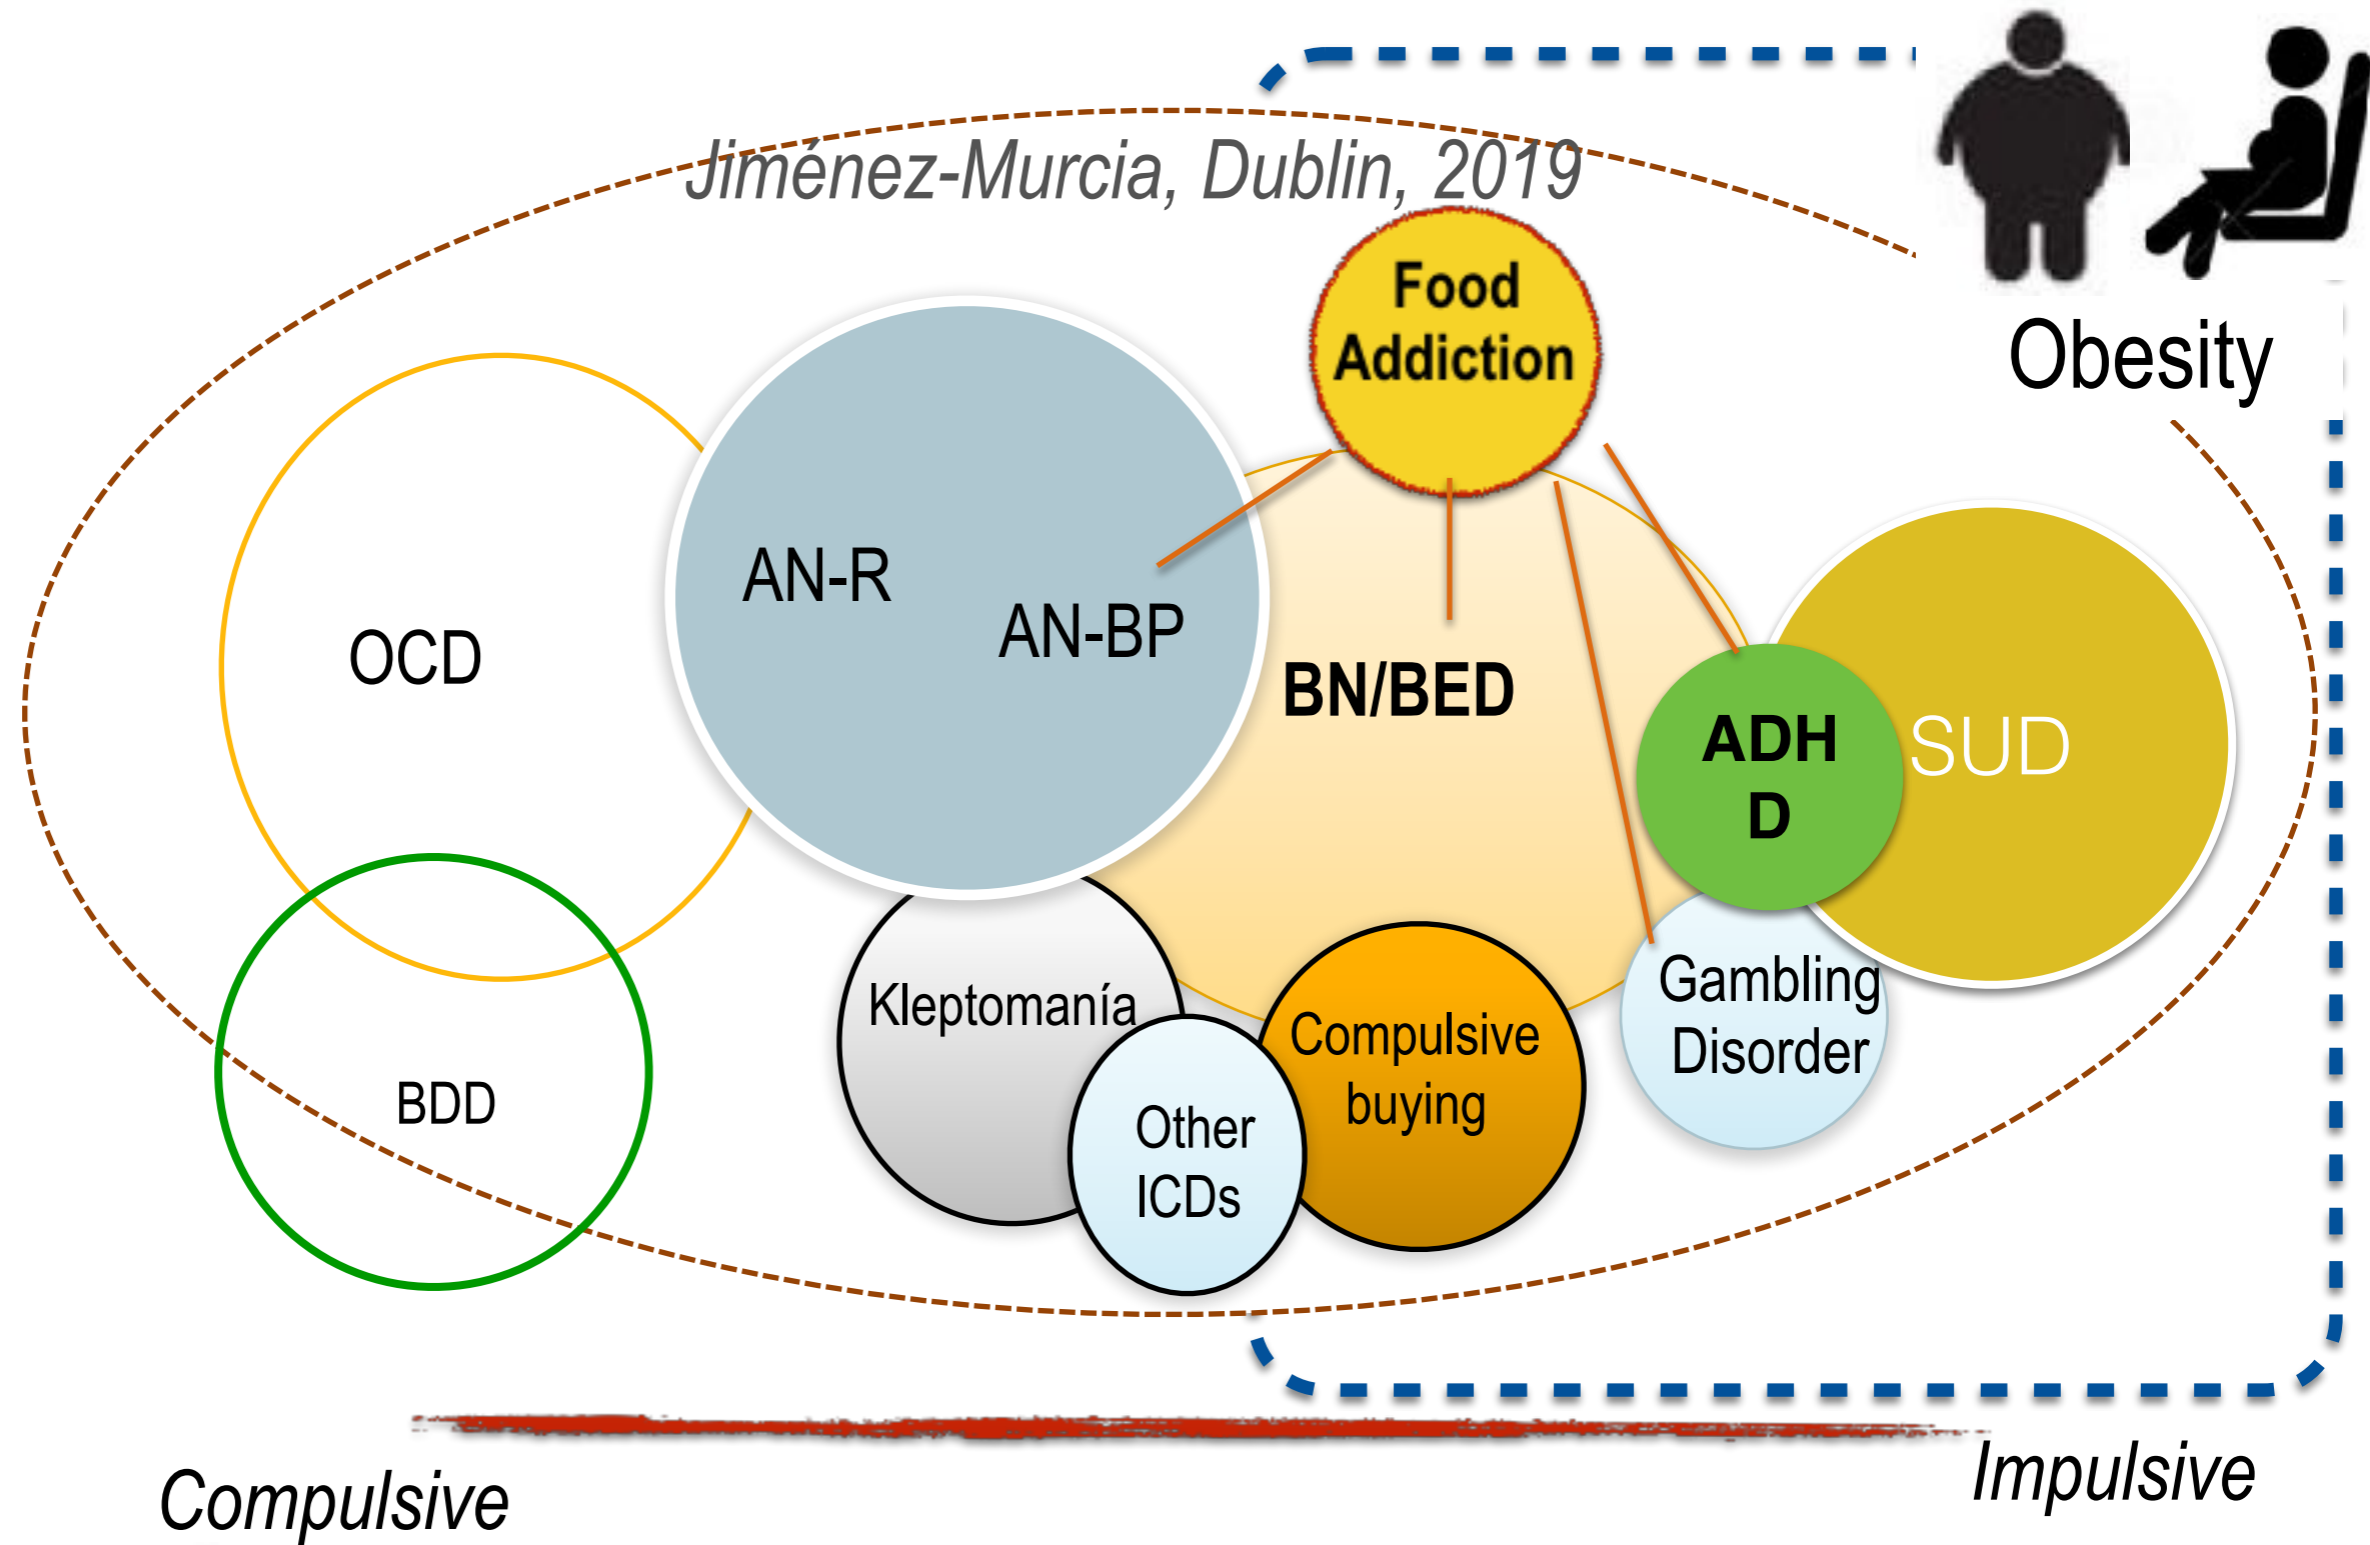 Jiménez-Murcia, Dublin, 2019
Food
Addiction
Obesity
AN-R
AN-BP
OCD
BN/BED
ADH
D
SUD
Kleptomanía
Gambling
Disorder
Compulsive
buying
BDD
Other
ICDs
Compulsive
Impulsive